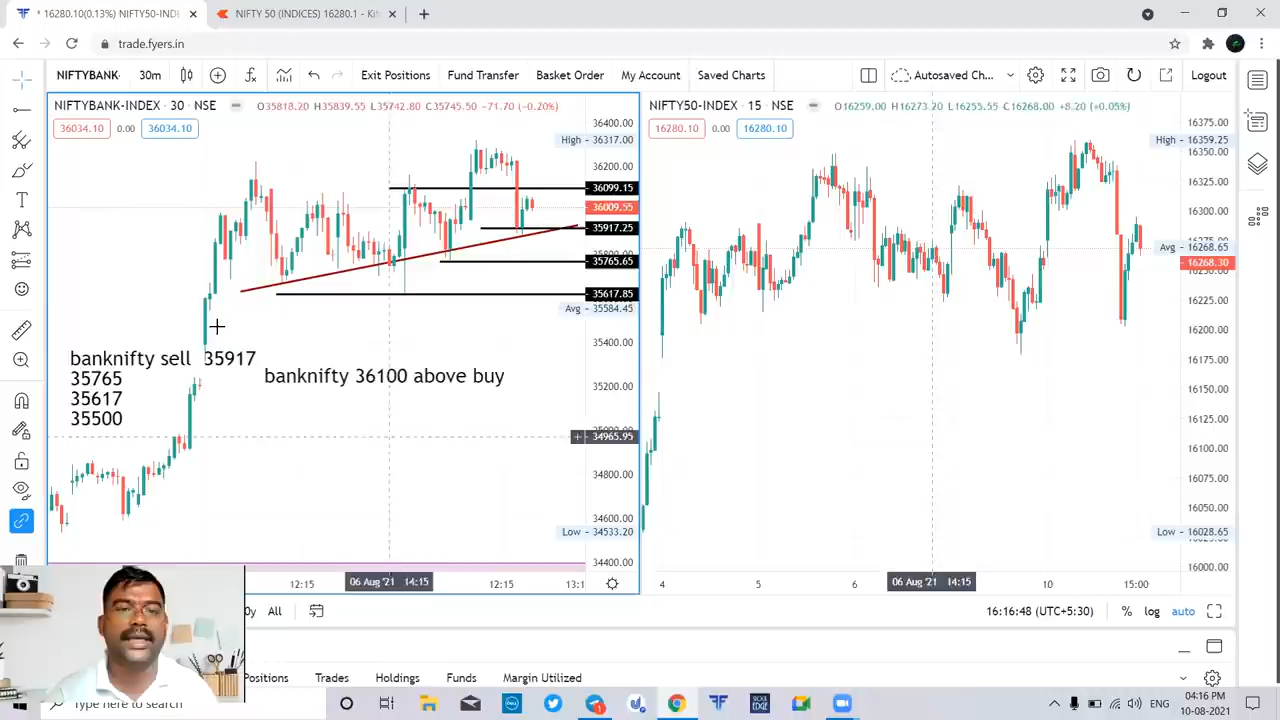 * 16280.10(0.13%) NIFTY50-INDE
NIFTY 50 (INDICES) 16280.1 - Kit
trade.fyers.in
NIFTYBANK- 30m Exit Positions Fund Transfer Basket Order My Account Saved Charts Autosaved Ch... Logout
NIFTYBANK-INDEX · 30 · NSE O35818.20 H35839.55 L35742.80 C35745.50 -71.70 (-0.20%)
36034.10 0.00 36034.10
NIFTY50-INDEX · 15 · NSE O16259.00 H16273.20 L16255.55 C16268.00 +8.20 (+0.05%)
16280.10 0.00 16280.10
36400.00
High - 36317.00
36200.00
36099.15
36009.55
35917.25
35765.65
35617.85
Avg - 35584.45
35400.00
35200.00
34965.95
34800.00
34600.00
Low - 34533.20
34400.00
banknifty sell 35917
35765
35617
35500
banknifty 36100 above buy
16375.00
High - 16359.25
16350.00
16325.00
16300.00
16275.00
Avg - 16268.65
16268.30
16250.00
16225.00
16200.00
16175.00
16150.00
16125.00
16100.00
16075.00
16050.00
Low - 16028.65
16000.00
12:15 06 Aug '21 14:15 12:15 13:1
4 5 6 06 Aug '21 14:15 10 15:00
All
16:16:48 (UTC+5:30) % log auto
Positions Trades Holdings Funds Margin Utilized
Type here to search
ENG
04:16 PM
10-08-2021